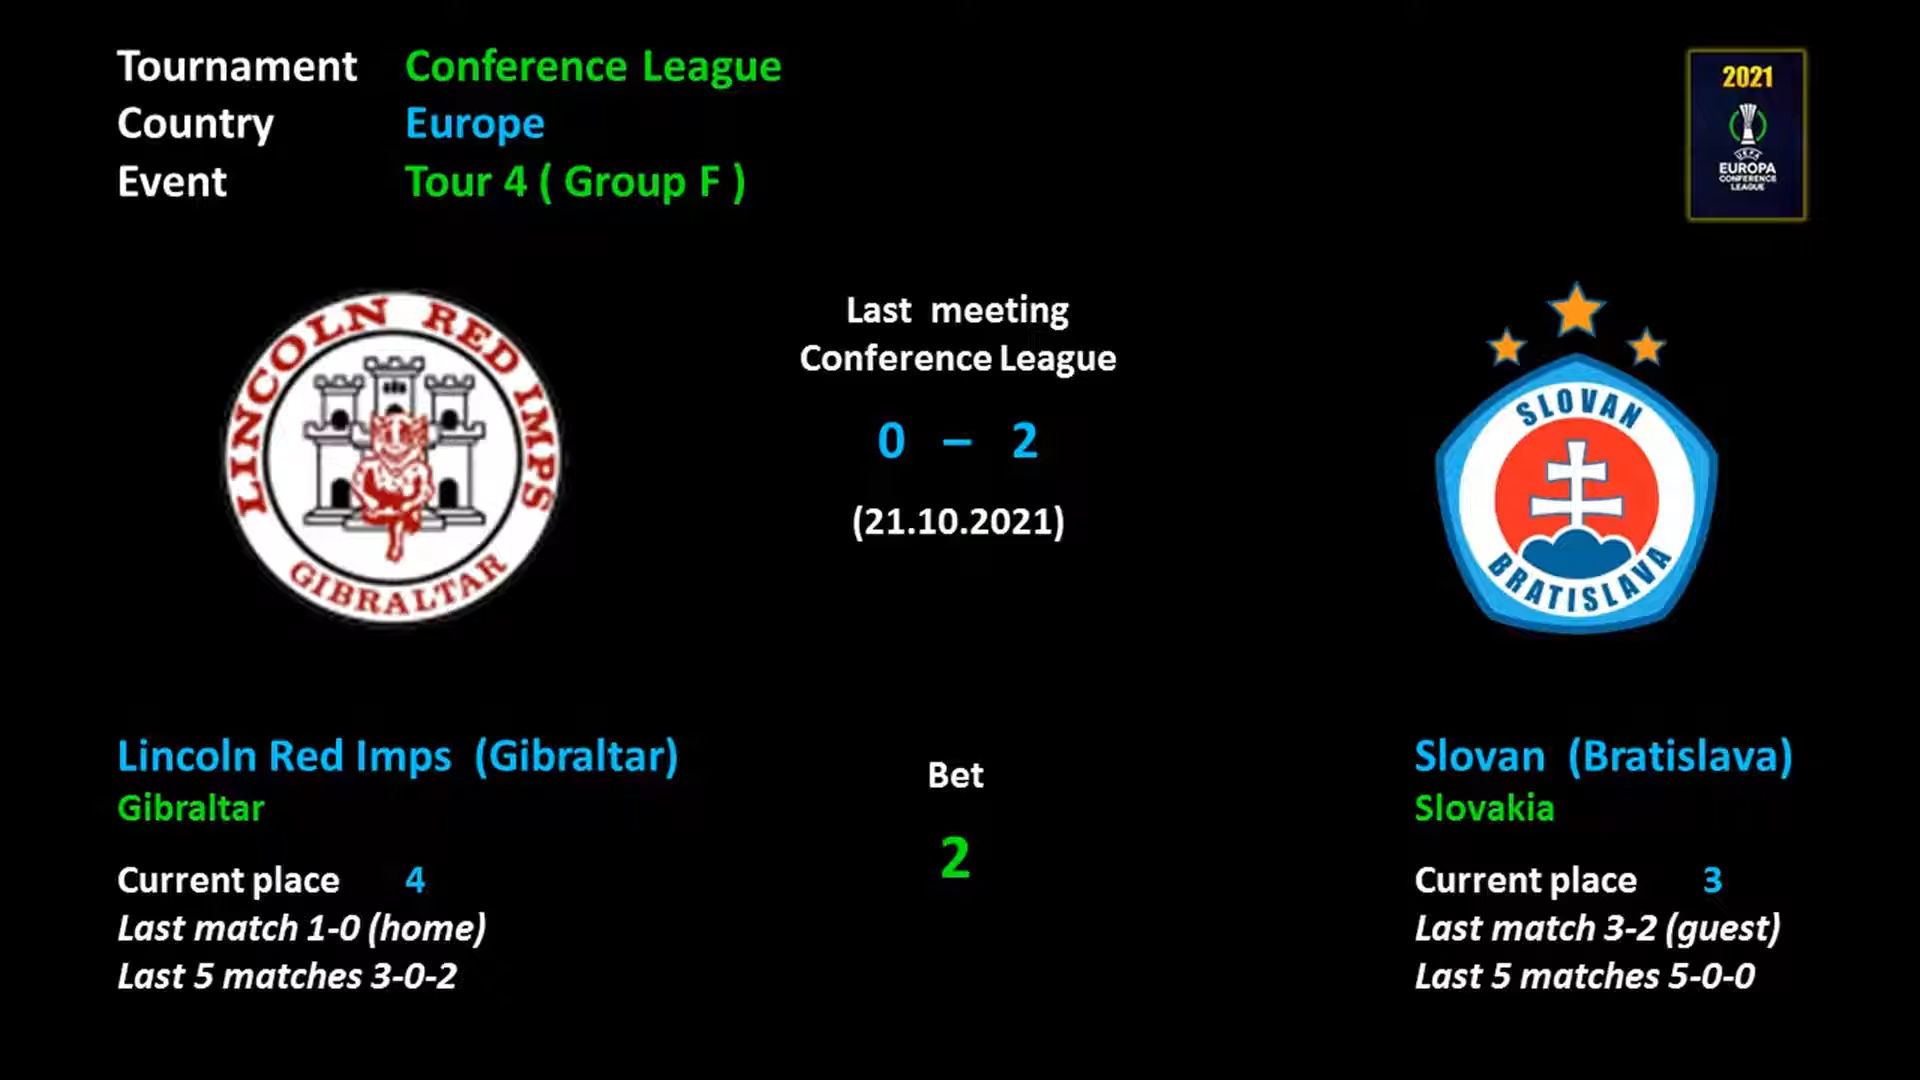 Tournament Conference League
Country Europe
Event Tour 4 ( Group F )
2021
UEFA
EUROPA
CONFERENCE
LEAGUE
LINCOLN RED IMPS
GIBRALTAR
Last meeting
Conference League
0 – 2
(21.10.2021)
SLOVAN
BRATISLAVA
Lincoln Red Imps (Gibraltar)
Gibraltar
Current place 4
Last match 1-0 (home)
Last 5 matches 3-0-2
Bet
2
Slovan (Bratislava)
Slovakia
Current place 3
Last match 3-2 (guest)
Last 5 matches 5-0-0